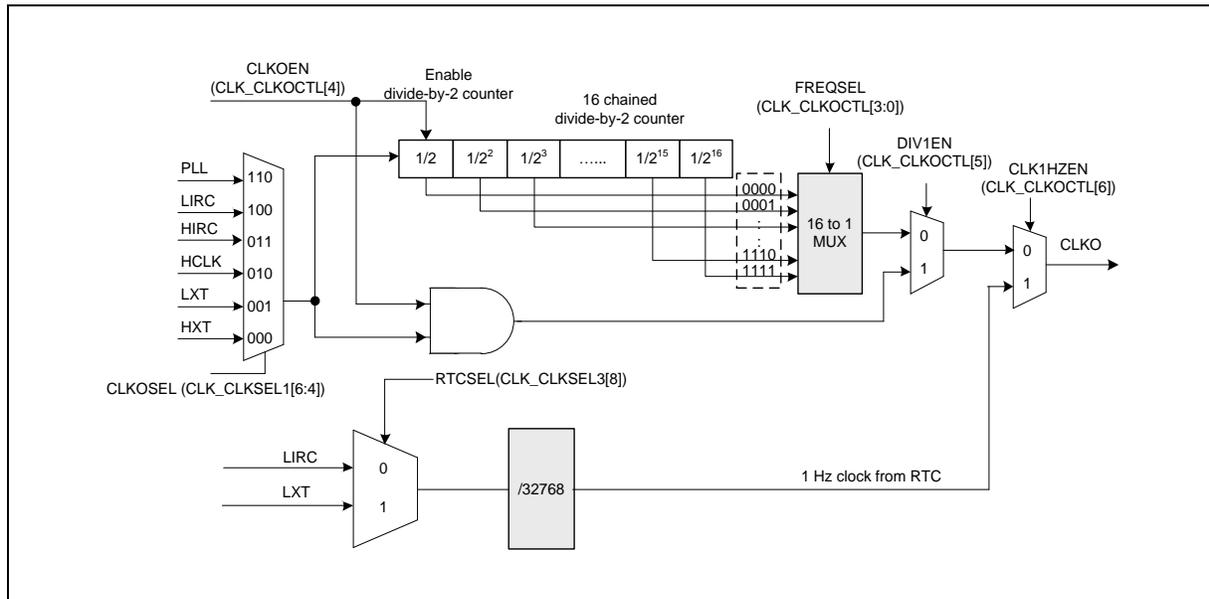 CLKOEN
(CLK_CLKOCTL[4])
Enable
divide-by-2 counter
16 chained
divide-by-2 counter
FREQSEL
(CLK_CLKOCTL[3:0])
DIV1EN
(CLK_CLKOCTL[5])
CLK1HZEN
(CLK_CLKOCTL[6])
1/2 1/2² 1/2³ …... 1/2¹⁵ 1/2¹⁶
PLL 110
LIRC 100
HIRC 011
HCLK 010
LXT 001
HXT 000
0000
0001
:
:
1110
1111
16 to 1
MUX
0
1
0
1
CLKO
CLKOSEL (CLK_CLKSEL1[6:4])
RTCSEL(CLK_CLKSEL3[8])
LIRC 0
LXT 1
/32768
1 Hz clock from RTC